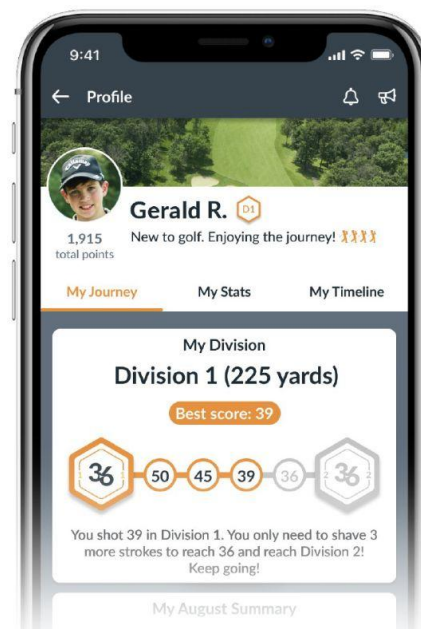 9:41
Profile
Callaway
Gerald R. D1
1,915
total points
New to golf. Enjoying the journey!
My Journey My Stats My Timeline
My Division
Division 1 (225 yards)
Best score: 39
36 50 45 39 36 36
You shot 39 in Division 1. You only need to shave 3
more strokes to reach 36 and reach Division 2!
Keep going!
My August Summary